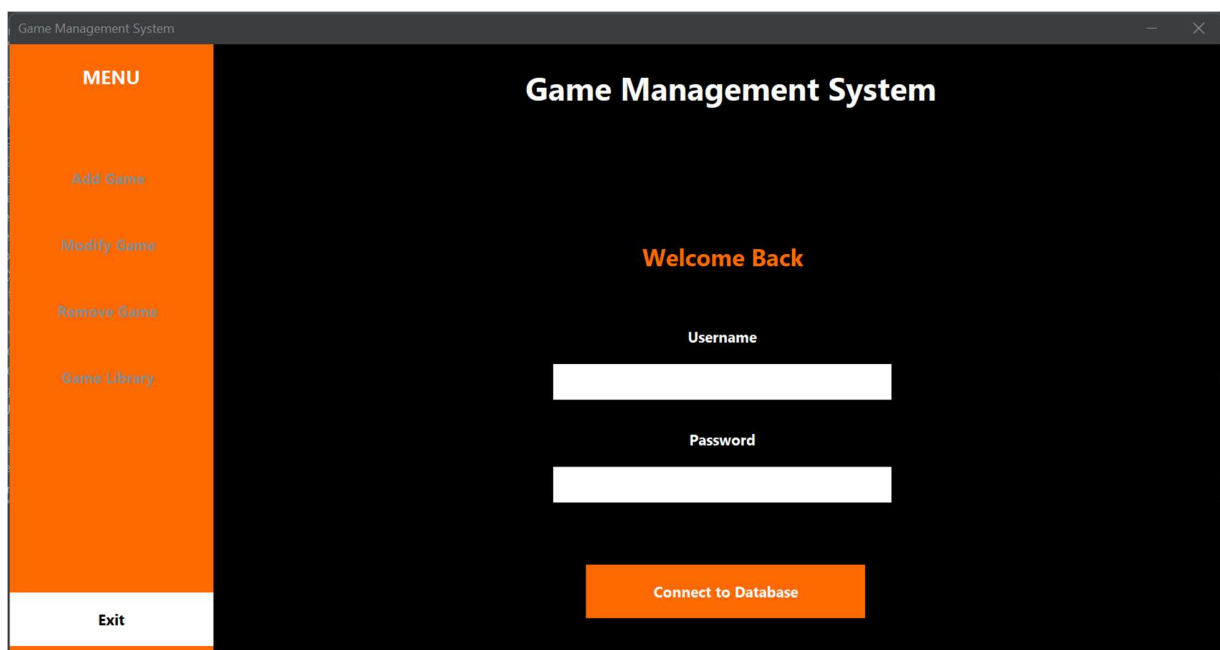 Game Management System
MENU
Add Game
Modify Game
Remove Game
Game Library
Exit
Game Management System
Welcome Back
Username
Password
Connect to Database